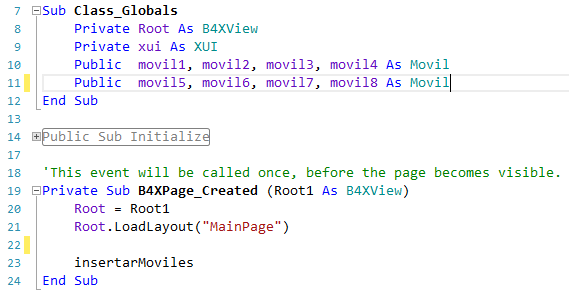 7 Sub Class_Globals
8 Private Root As B4XView
9 Private xui As XUI
10 Public  movil1, movil2, movil3, movil4 As Movil
11 Public  movil5, movil6, movil7, movil8 As Movil
12 End Sub
13
14 Public Sub Initialize
17
18 'This event will be called once, before the page becomes visible.
19 Private Sub B4XPage_Created (Root1 As B4XView)
20 Root = Root1
21 Root.LoadLayout("MainPage")
22
23 insertarMoviles
24 End Sub